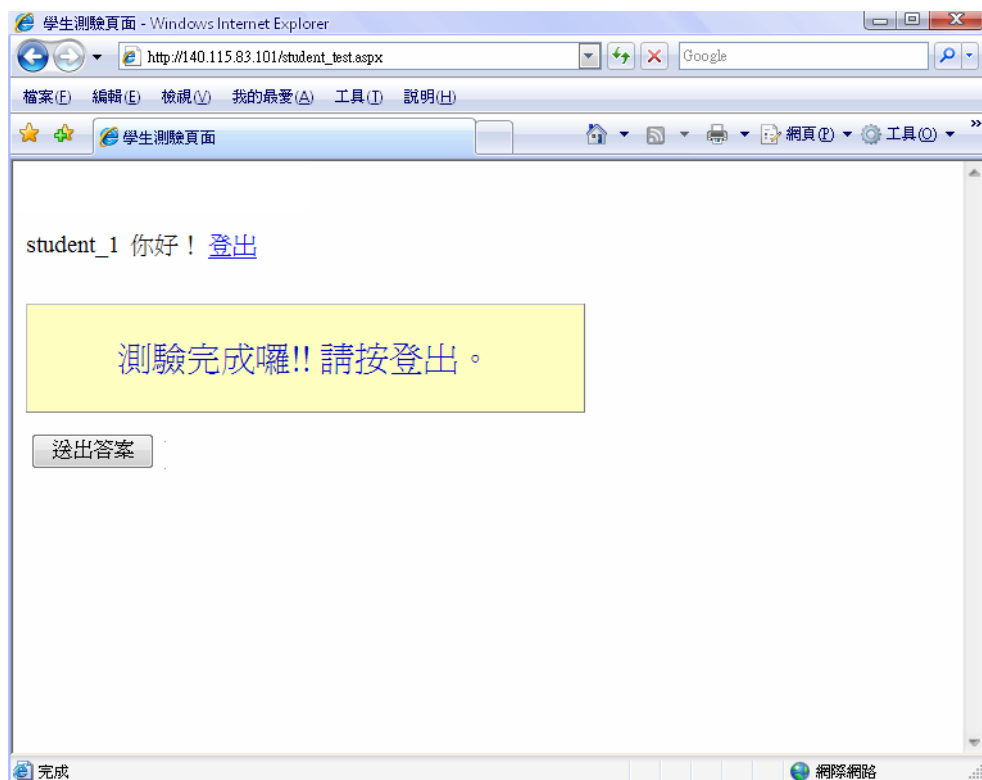 學生測驗頁面 - Windows Internet Explorer
http://140.115.83.101/student_test.aspx
Google
檔案(F) 編輯(E) 檢視(V) 我的最愛(A) 工具(T) 說明(H)
學生測驗頁面 網頁(P) 工具(O) »
student_1 你好！ 登出
測驗完成囉!! 請按登出。
送出答案
完成 網際網路